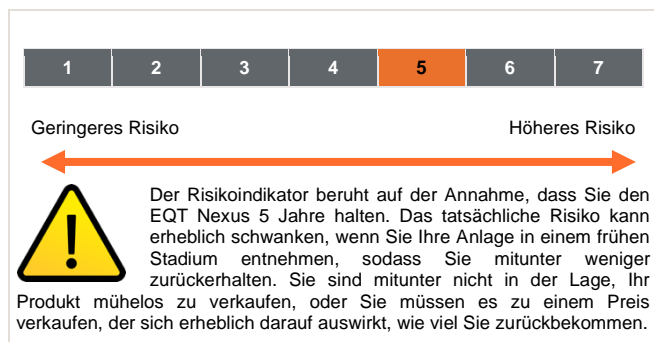 1 2 3 4 5 6 7
Geringeres Risiko Höheres Risiko
!
Der Risikoindikator beruht auf der Annahme, dass Sie den
EQT Nexus 5 Jahre halten. Das tatsächliche Risiko kann
erheblich schwanken, wenn Sie Ihre Anlage in einem frühen
Stadium entnehmen, sodass Sie mitunter weniger
zurückerhalten. Sie sind mitunter nicht in der Lage, Ihr
Produkt mühelos zu verkaufen, oder Sie müssen es zu einem Preis
verkaufen, der sich erheblich darauf auswirkt, wie viel Sie zurückbekommen.